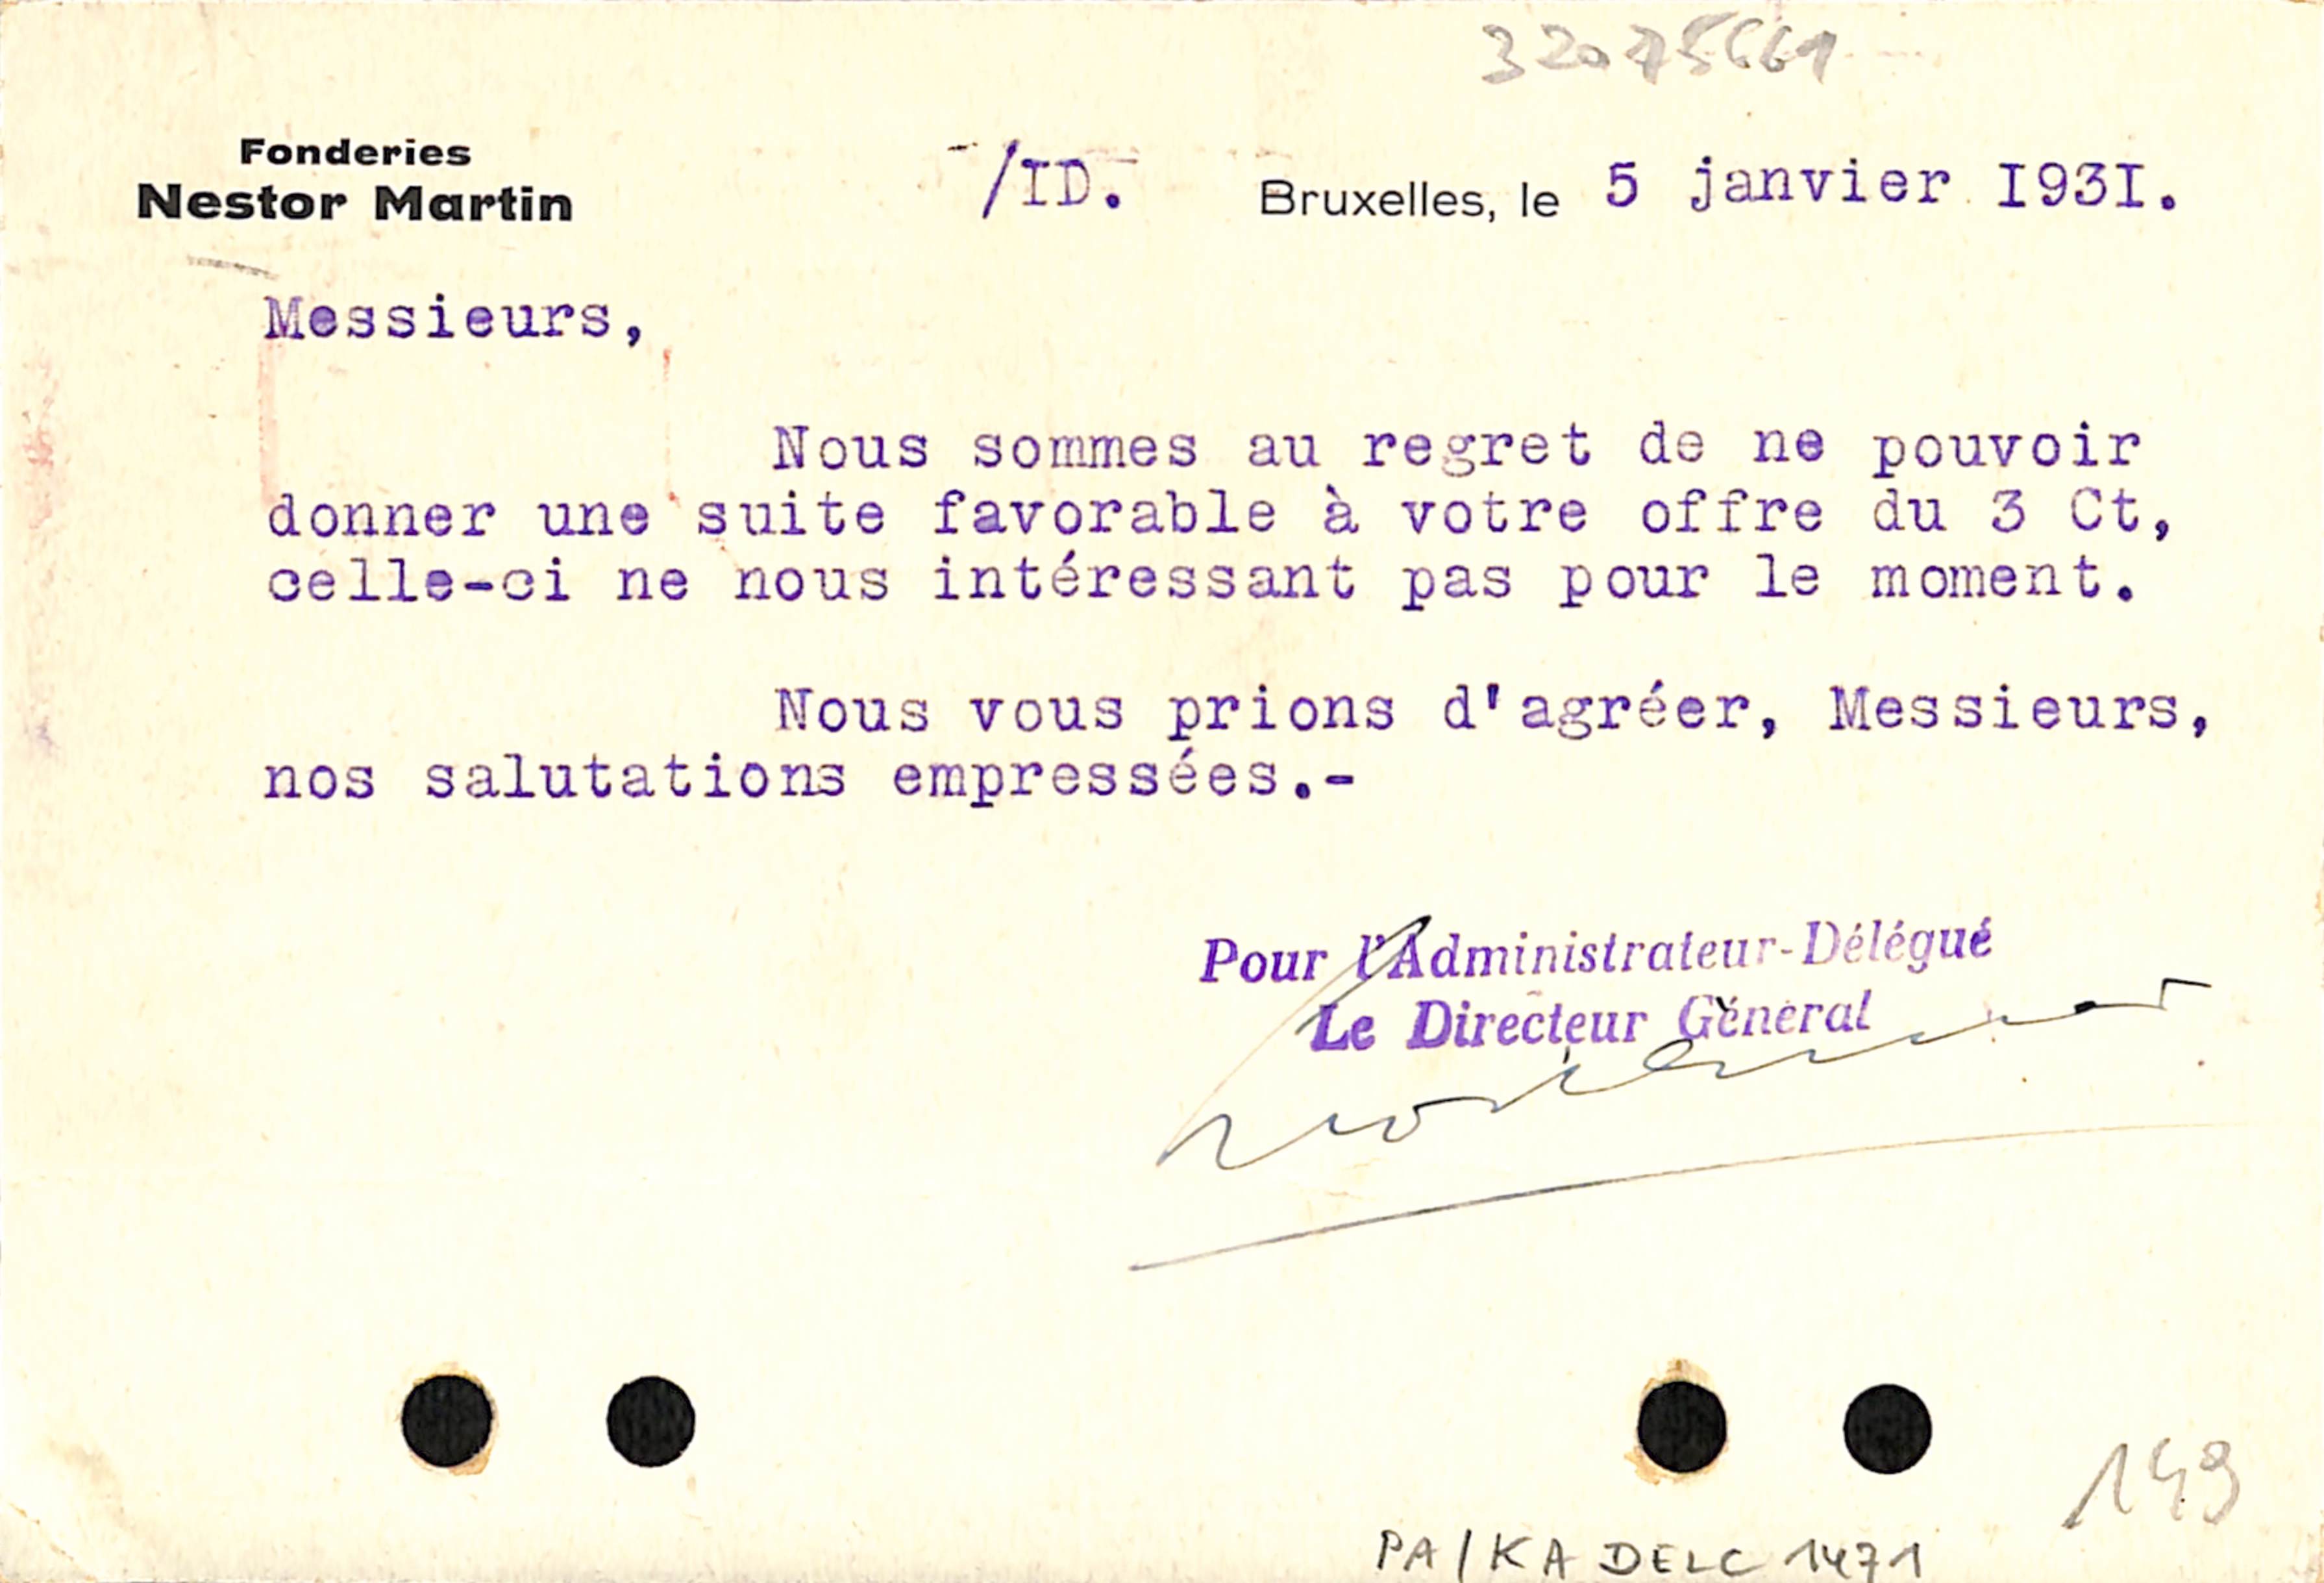 32075661
Fonderies
Nestor Martin
/ID.
Bruxelles, le 5 janvier I93I.
Messieurs,
Nous sommes au regret de ne pouvoir
donner une suite favorable à votre offre du 3 Ct,
celle-ci ne nous intéressant pas pour le moment.
Nous vous prions d'agréer, Messieurs,
nos salutations empressées.-
Pour l'Administrateur-Délégué
Le Directeur Général
149
PA/KA DELC 1471